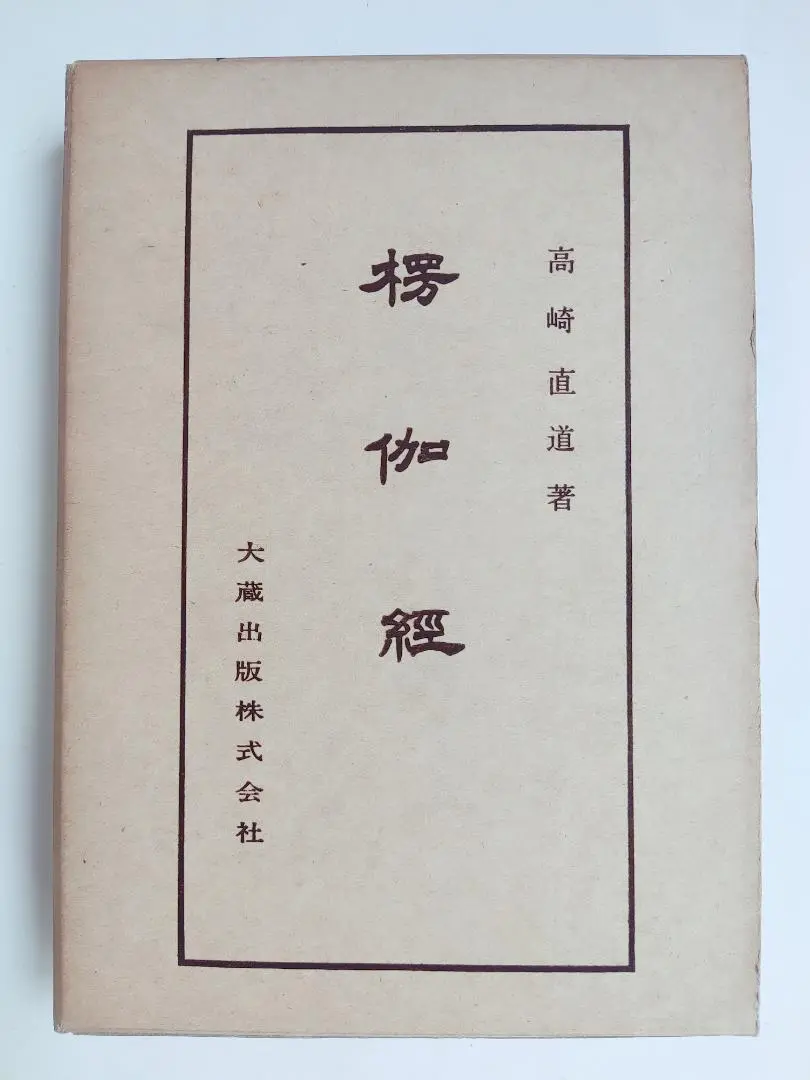 高崎直道著
楞伽經
大蔵出版株式会社